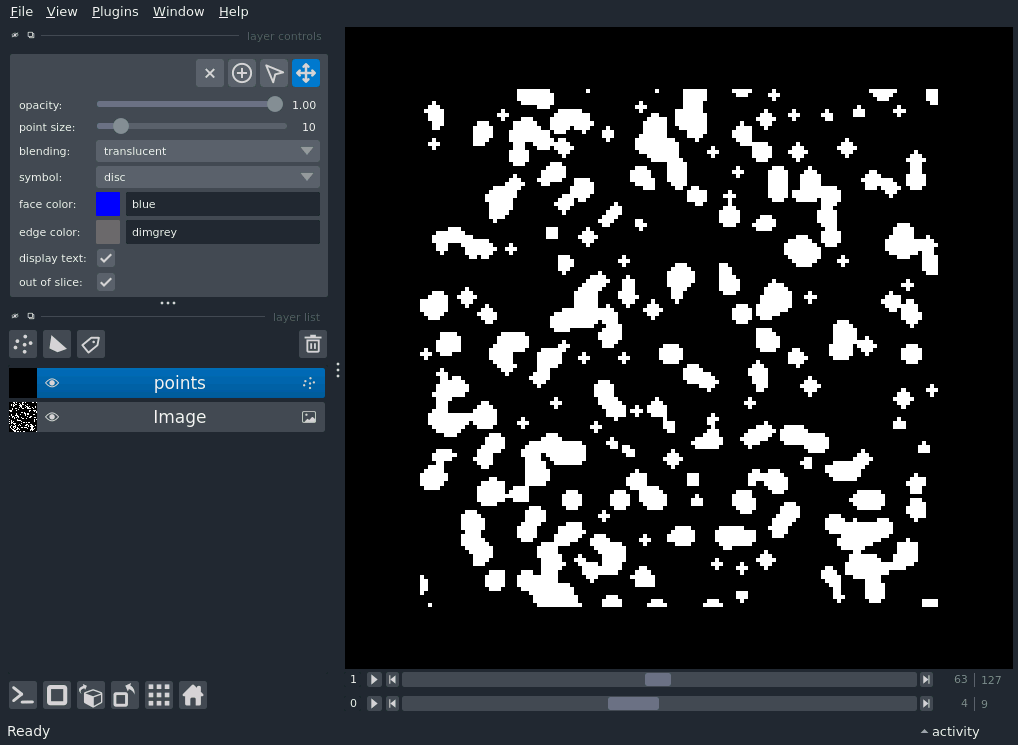 File View Plugins Window Help
layer controls
opacity: 1.00
point size: 10
blending: translucent
symbol: disc
face color: blue
edge color: dimgrey
display text:
out of slice:
layer list
points
Image
1 63 127
0 4 9
Ready activity